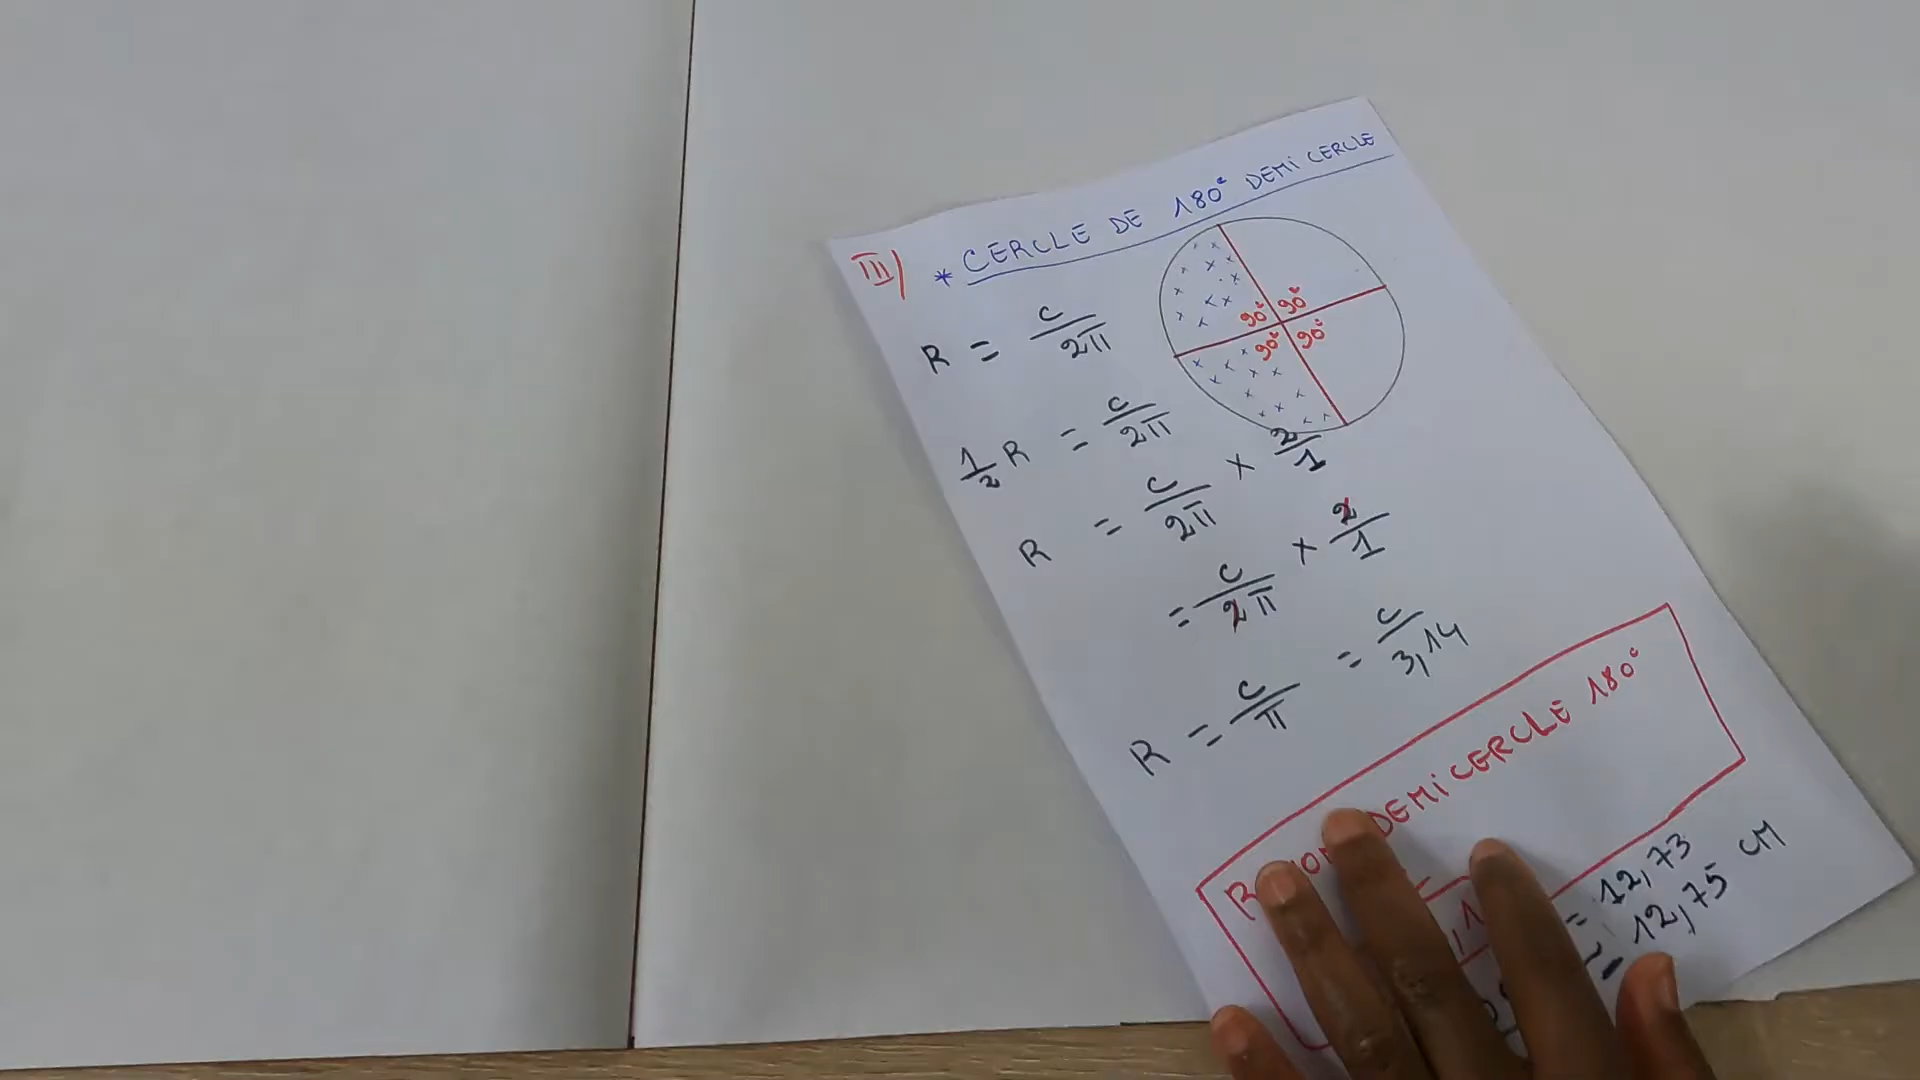 III) * CERCLE DE 180° DEMI CERCLE
90° 90°
90° 90°
R = C/2π
1/2 R = C/2π
R = C/2π × 2/1
= C/2π × 2/1
R = C/π = C/3,14
DEMI CERCLE 180°
= 12,73
12,75 CM